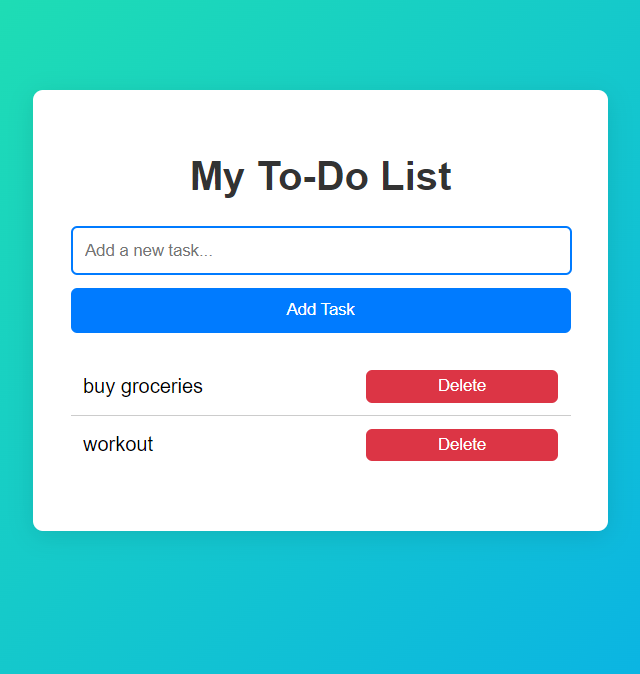 My To-Do List
Add a new task...
Add Task
buy groceries
Delete
workout
Delete